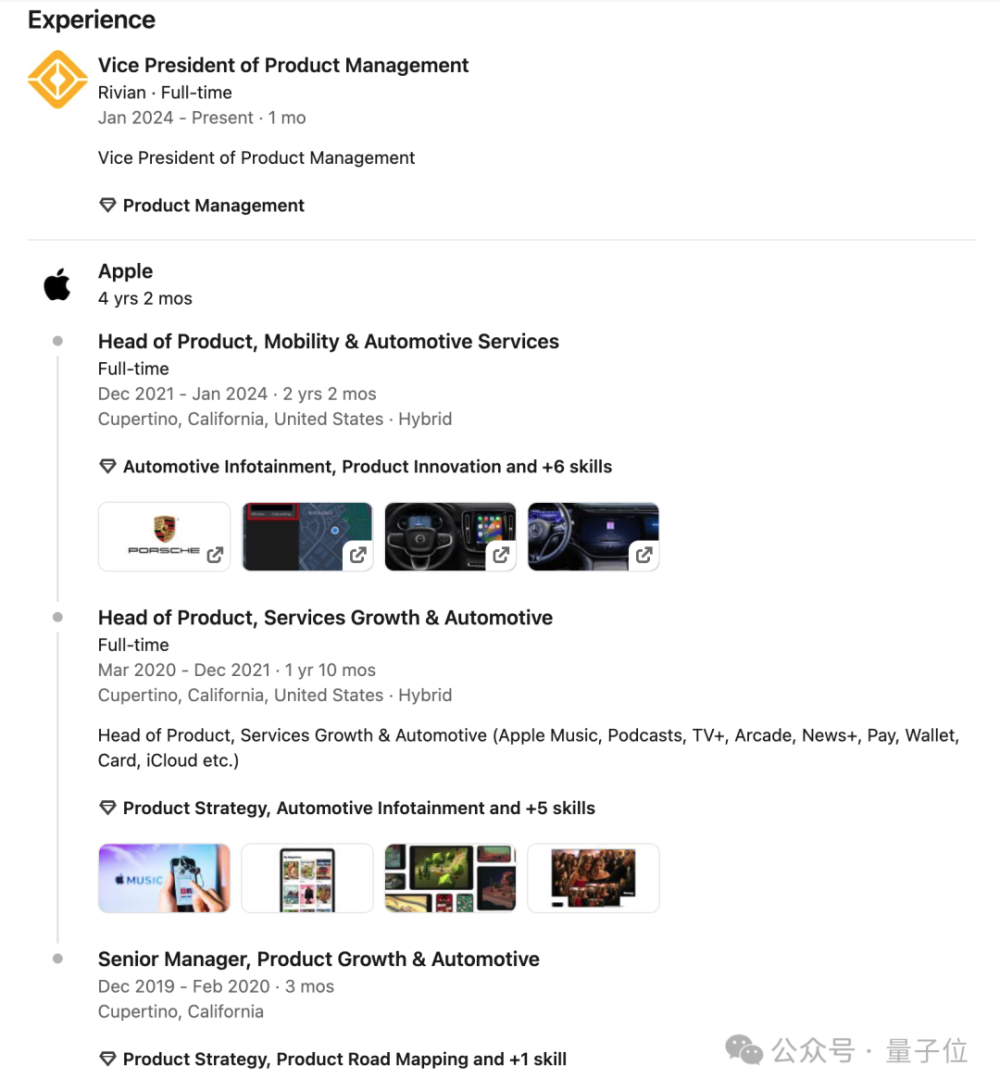 Experience
Vice President of Product Management
Rivian · Full-time
Jan 2024 - Present · 1 mo
Vice President of Product Management
Product Management
Apple
4 yrs 2 mos
Head of Product, Mobility & Automotive Services
Full-time
Dec 2021 - Jan 2024 · 2 yrs 2 mos
Cupertino, California, United States · Hybrid
Automotive Infotainment, Product Innovation and +6 skills
PORSCHE
Head of Product, Services Growth & Automotive
Full-time
Mar 2020 - Dec 2021 · 1 yr 10 mos
Cupertino, California, United States · Hybrid
Head of Product, Services Growth & Automotive (Apple Music, Podcasts, TV+, Arcade, News+, Pay, Wallet,
Card, iCloud etc.)
Product Strategy, Automotive Infotainment and +5 skills
MUSIC
Senior Manager, Product Growth & Automotive
Dec 2019 - Feb 2020 · 3 mos
Cupertino, California
Product Strategy, Product Road Mapping and +1 skill
公众号 · 量子位